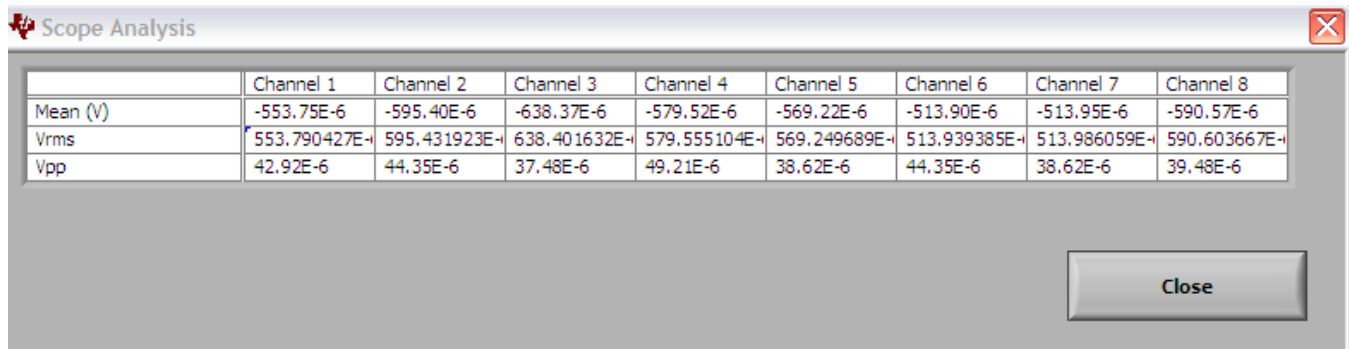 Scope Analysis
Channel 1 Channel 2 Channel 3 Channel 4 Channel 5 Channel 6 Channel 7 Channel 8
Mean (V) -553.75E-6 -595.40E-6 -638.37E-6 -579.52E-6 -569.22E-6 -513.90E-6 -513.95E-6 -590.57E-6
Vrms 553.790427E- 595.431923E- 638.401632E- 579.555104E- 569.249689E- 513.939385E- 513.986059E- 590.603667E-
Vpp 42.92E-6 44.35E-6 37.48E-6 49.21E-6 38.62E-6 44.35E-6 38.62E-6 39.48E-6
Close